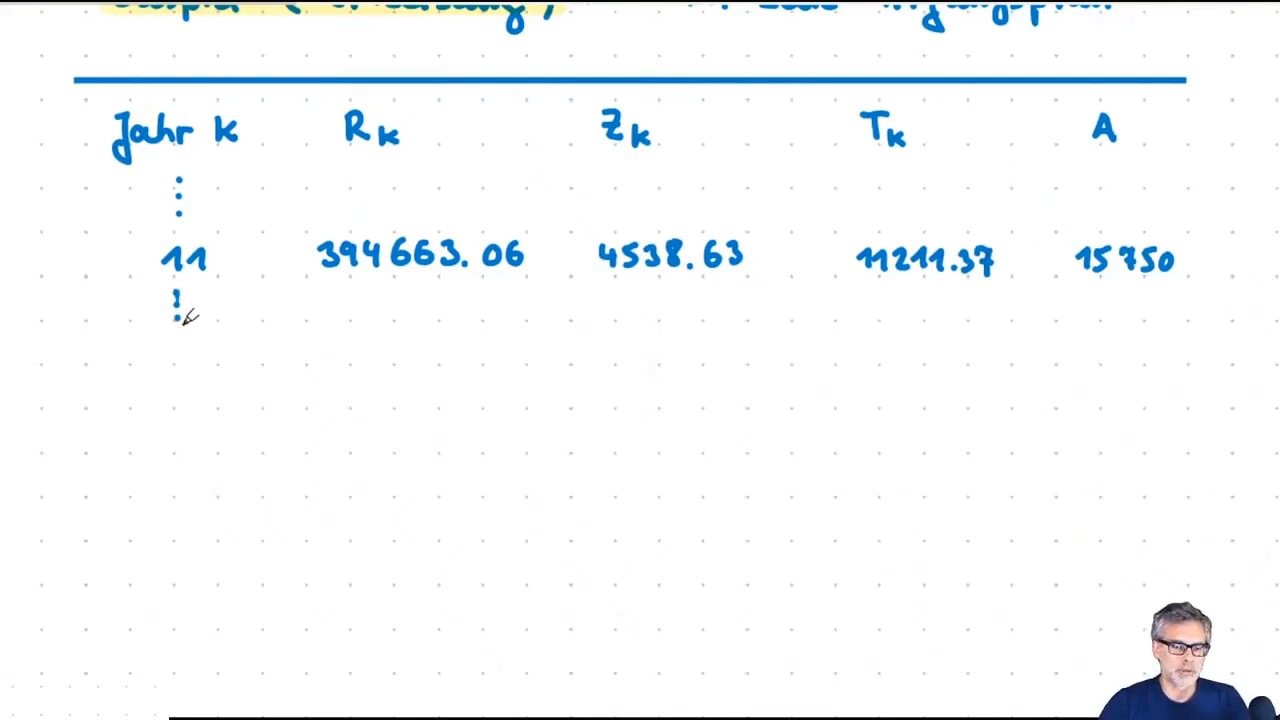 Jahr k R_k Z_k T_k A
⋮
11 394663.06 4538.63 11211.37 15750
⋮